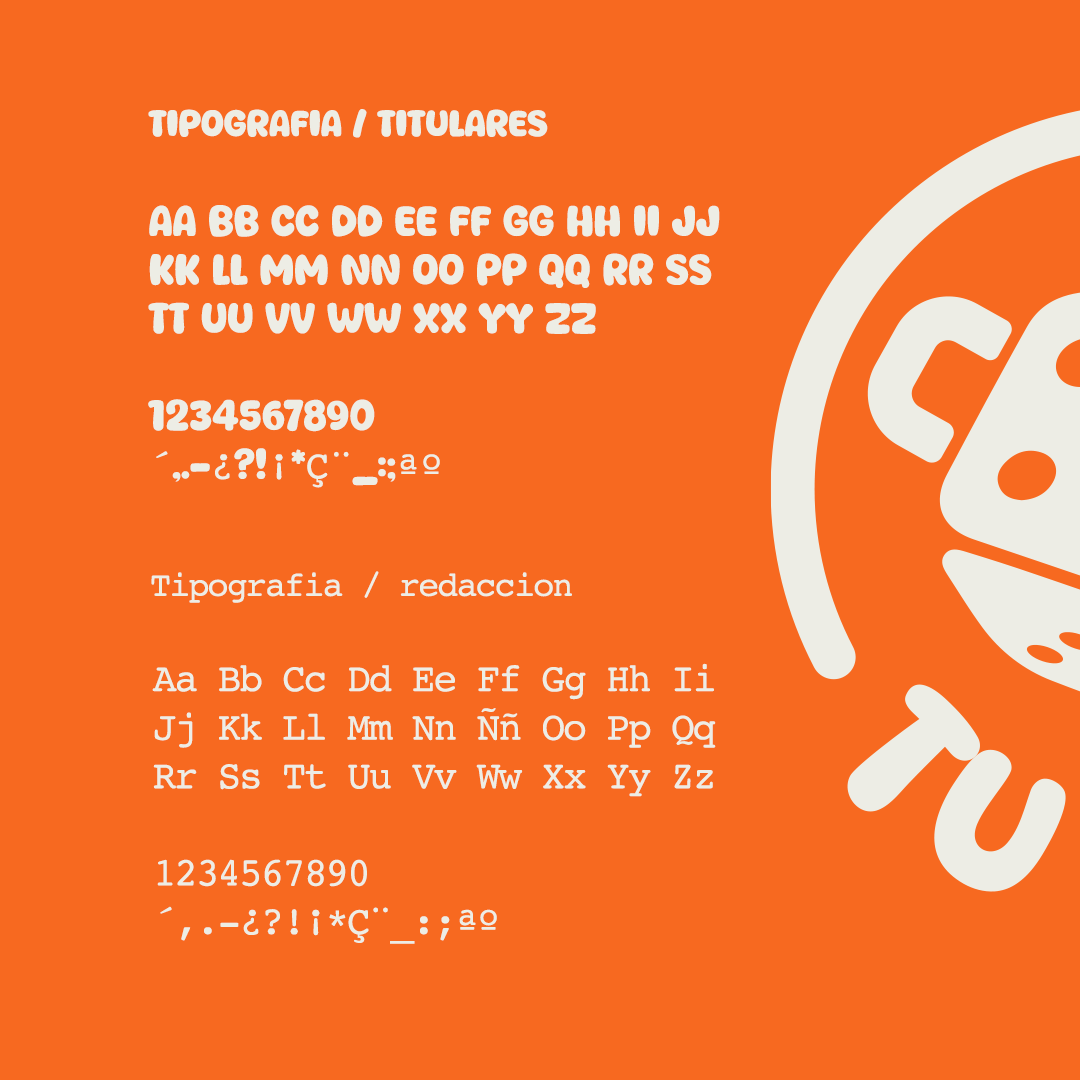 TIPOGRAFIA / TITULARES
AA BB CC DD EE FF GG HH II JJ
KK LL MM NN OO PP QQ RR SS
TT UU VV WW XX YY ZZ
1234567890
´,.-¿?!¡*Ç¨_:;ªº
Tipografia / redaccion
Aa Bb Cc Dd Ee Ff Gg Hh Ii
Jj Kk Ll Mm Nn Ññ Oo Pp Qq
Rr Ss Tt Uu Vv Ww Xx Yy Zz
1234567890
´,.-¿?!¡*Ç¨_:;ªº
TU